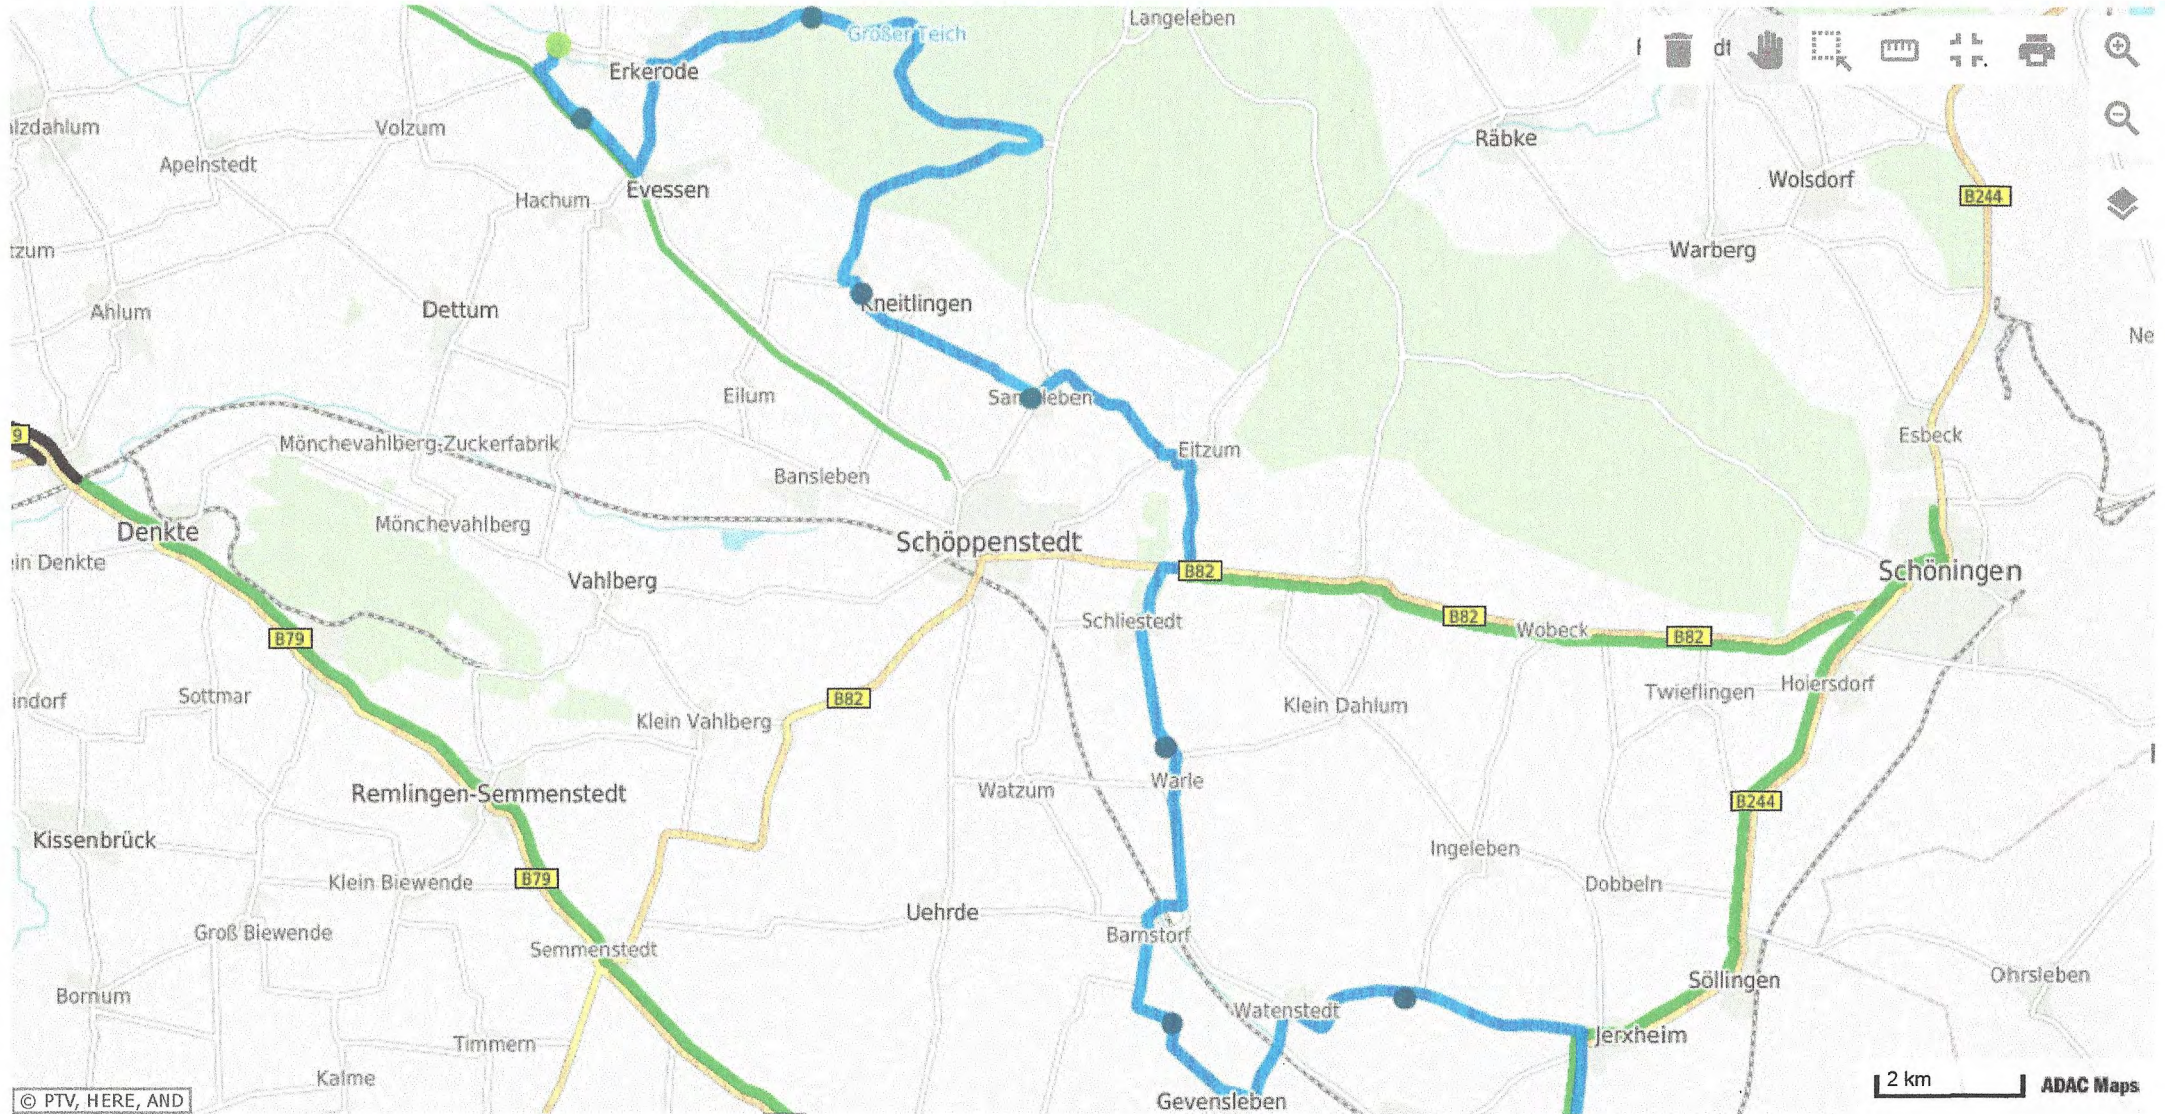 Langeleben
Großer Teich
dt
Erkerode
lzdahlum
Volzum
Räbke
Apelnstedt
Wolsdorf
Evessen
Hachum
B244
tzum
Warberg
Kneitlingen
Ahlum
Dettum
Ne
Eilum
Esbeck
9
Mönchevahlberg-Zuckerfabrik
Eitzum
Bansleben
Mönchevahlberg
Denkte
Schöppenstedt
ein Denkte
B82
Schöningen
Vahlberg
Schliestedt
B82
Wobeck
B82
B79
Twieflingen
Hoiersdorf
indorf
Sottmar
B82
Klein Dahlum
Klein Vahlberg
Warle
Watzum
Remlingen-Semmenstedt
B244
Kissenbrück
Ingeleben
Klein Biewende
B79
Dobbeln
Uehrde
Groß Biewende
Barnstorf
Semmenstedt
Söllingen
Ohrsleben
Bornum
Watenstedt
Jerxheim
Timmern
Kalme
2 km
ADAC Maps
© PTV, HERE, AND
Gevensleben